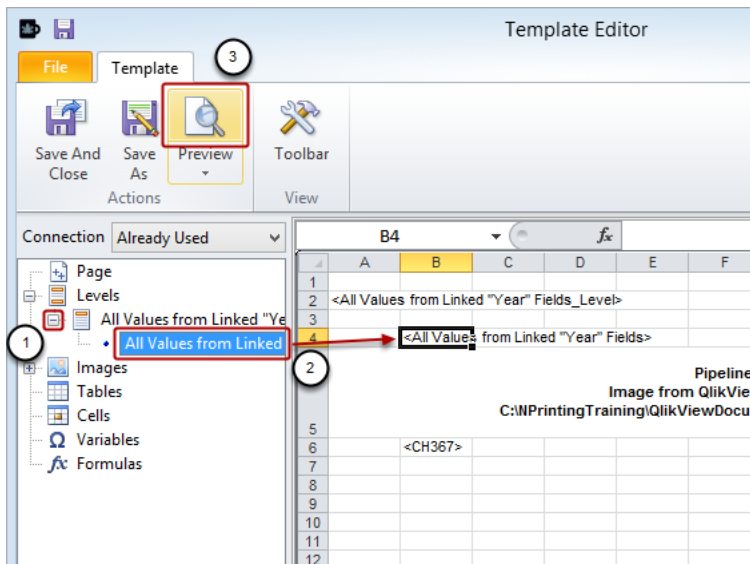 Template Editor
File
Template
3
Save And
Close
Save
As
Preview
Toolbar
Actions
View
Connection
Already Used
B4
fx
Page
Levels
All Values from Linked "Ye
All Values from Linked
Images
Tables
Cells
Variables
Formulas
1
2
A B C D E F
1
2 <All Values from Linked "Year" Fields_Level>
3
4 <All Values from Linked "Year" Fields>
Pipeline
Image from QlikVie
C:\NPrintingTraining\QlikViewDocu
5
6 <CH367>
7
8
9
10
11
12